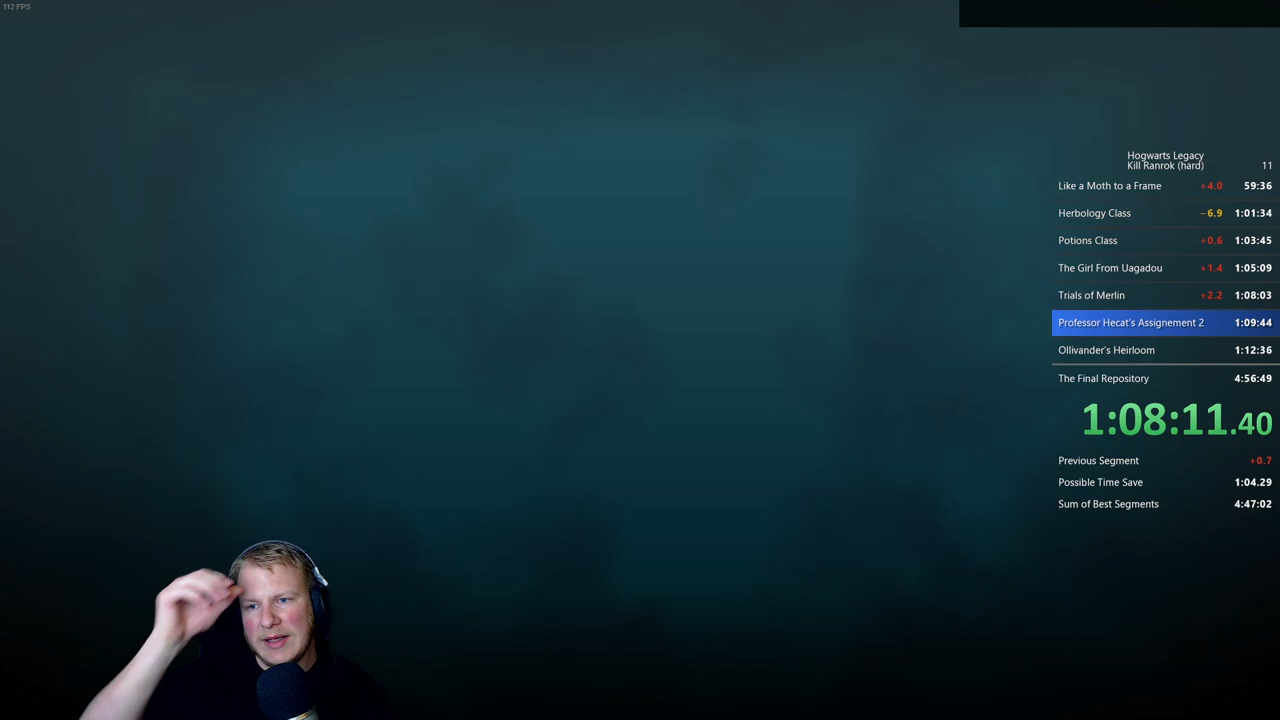 112 FPS
Hogwarts Legacy
Kill Ranrok (hard) 11
Like a Moth to a Frame +4.0 59:36
Herbology Class −6.9 1:01:34
Potions Class +0.6 1:03:45
The Girl From Uagadou +1.4 1:05:09
Trials of Merlin +2.2 1:08:03
Professor Hecat's Assignement 2 1:09:44
Ollivander's Heirloom 1:12:36
The Final Repository 4:56:49
1:08:11.40
Previous Segment +0.7
Possible Time Save 1:04.29
Sum of Best Segments 4:47:02